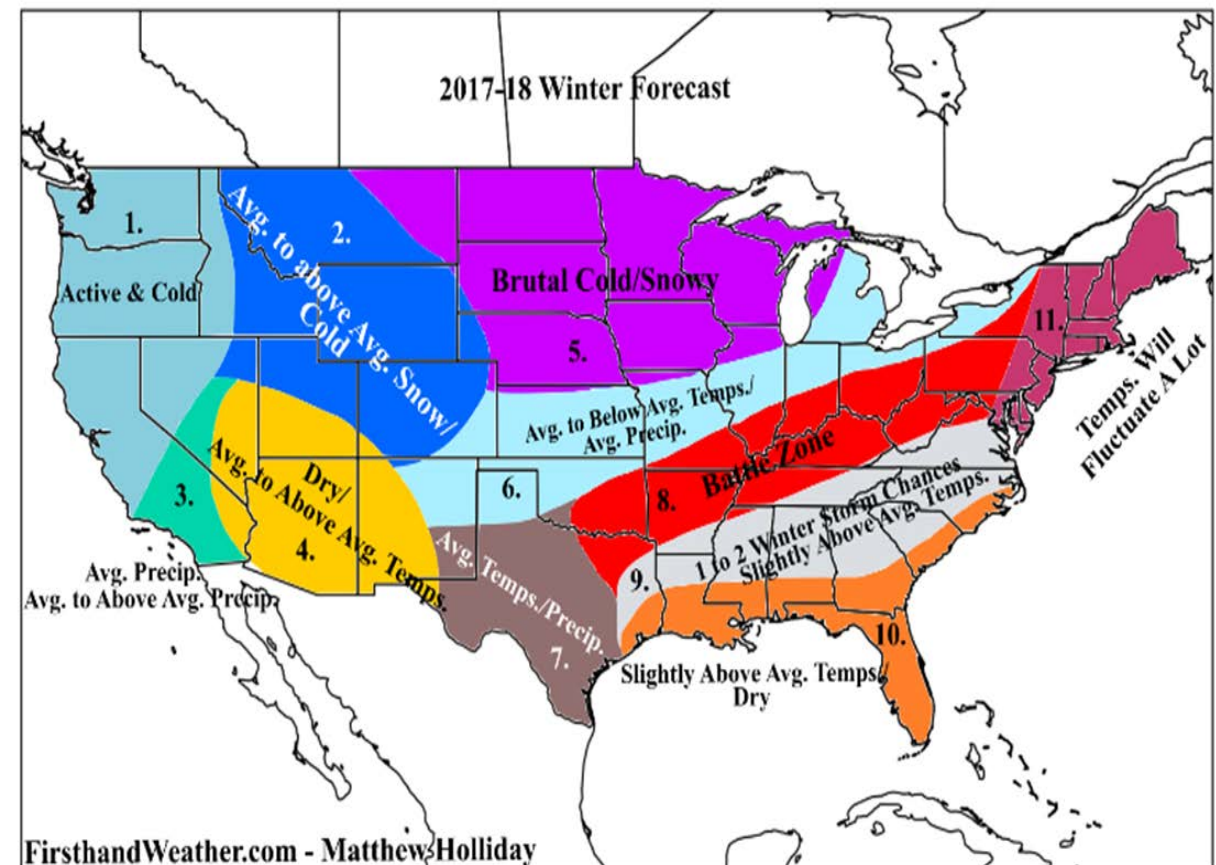 2017-18 Winter Forecast
1.
Active & Cold
2.
Avg. to above Avg. Snow/
Cold
Brutal Cold/Snowy
5.
Avg. to Below Avg. Temps./
Avg. Precip.
3.
Avg. Precip.
Avg. to Above Avg. Precip.
Dry/
Avg. to Above Avg. Temps.
4.
6.
Avg. Temps./Precip.
7.
8.
Battle Zone
9.
1 to 2 Winter Storm Chances
Slightly Above Avg. Temps.
10.
Slightly Above Avg. Temps./
Dry
11.
Temps. Will
Fluctuate A Lot
FirsthandWeather.com - Matthew Holliday